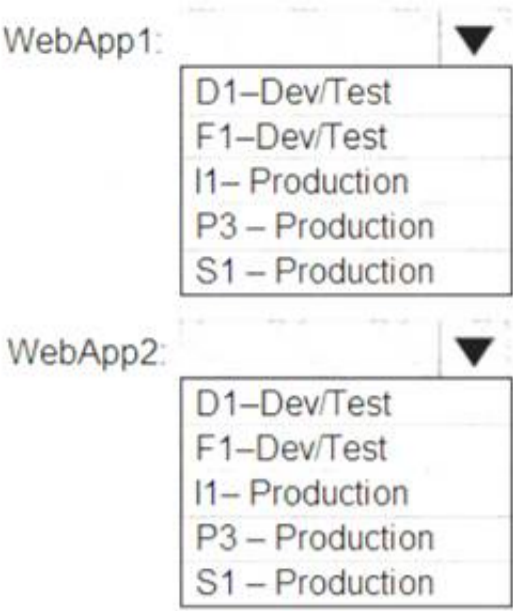 WebApp1:
D1–Dev/Test
F1–Dev/Test
I1– Production
P3 – Production
S1 – Production
WebApp2:
D1–Dev/Test
F1–Dev/Test
I1– Production
P3 – Production
S1 – Production